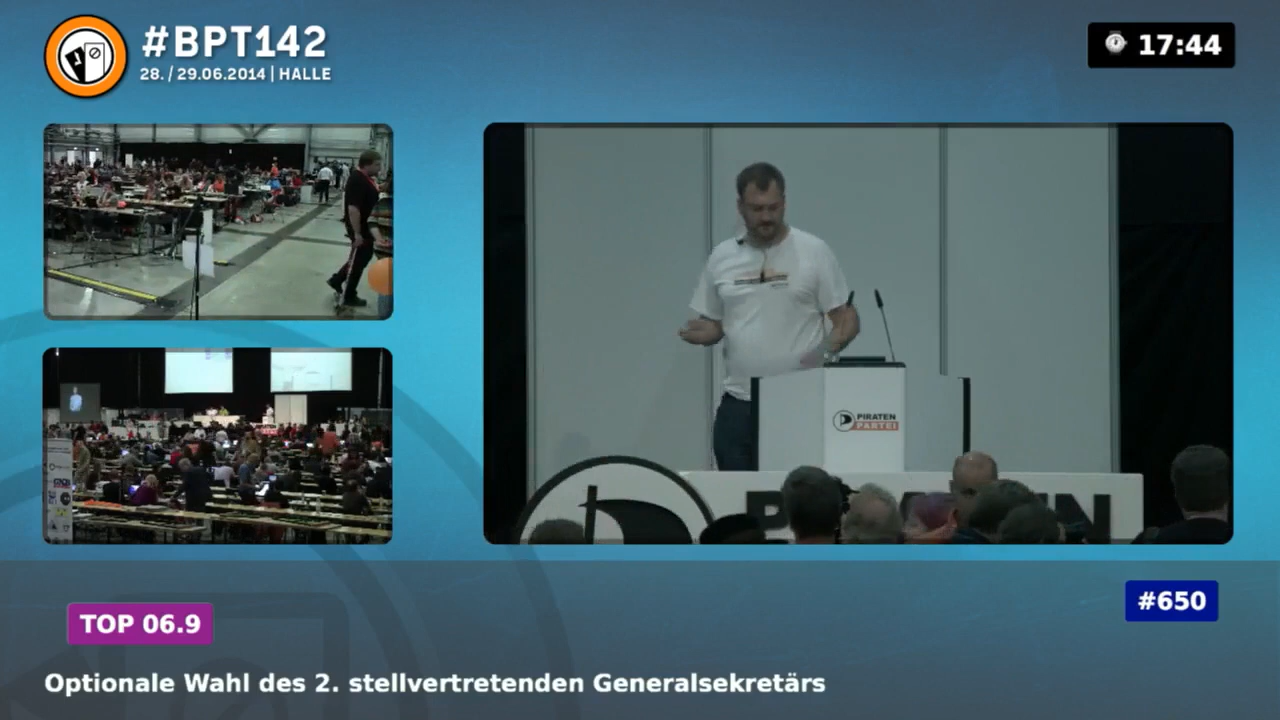 #BPT142
28. / 29.06.2014 | HALLE
17:44
PIRATEN
PARTEI
#650
TOP 06.9
Optionale Wahl des 2. stellvertretenden Generalsekretärs